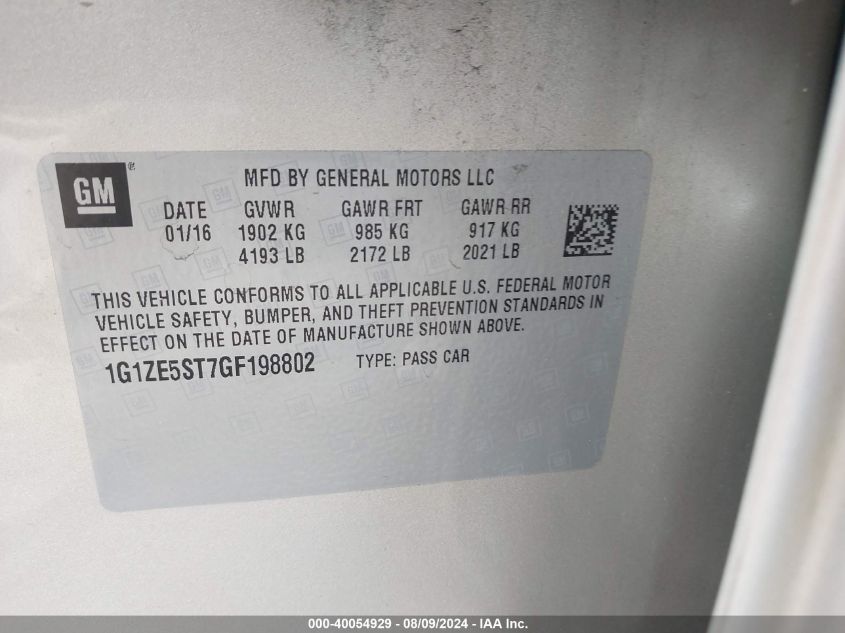 GM®
MFD BY GENERAL MOTORS LLC
DATE GVWR GAWR FRT GAWR RR
01/16 1902 KG 985 KG 917 KG
4193 LB 2172 LB 2021 LB
THIS VEHICLE CONFORMS TO ALL APPLICABLE U.S. FEDERAL MOTOR
VEHICLE SAFETY, BUMPER, AND THEFT PREVENTION STANDARDS IN
EFFECT ON THE DATE OF MANUFACTURE SHOWN ABOVE.
1G1ZE5ST7GF198802 TYPE: PASS CAR
000-40054929 - 08/09/2024 - IAA Inc.